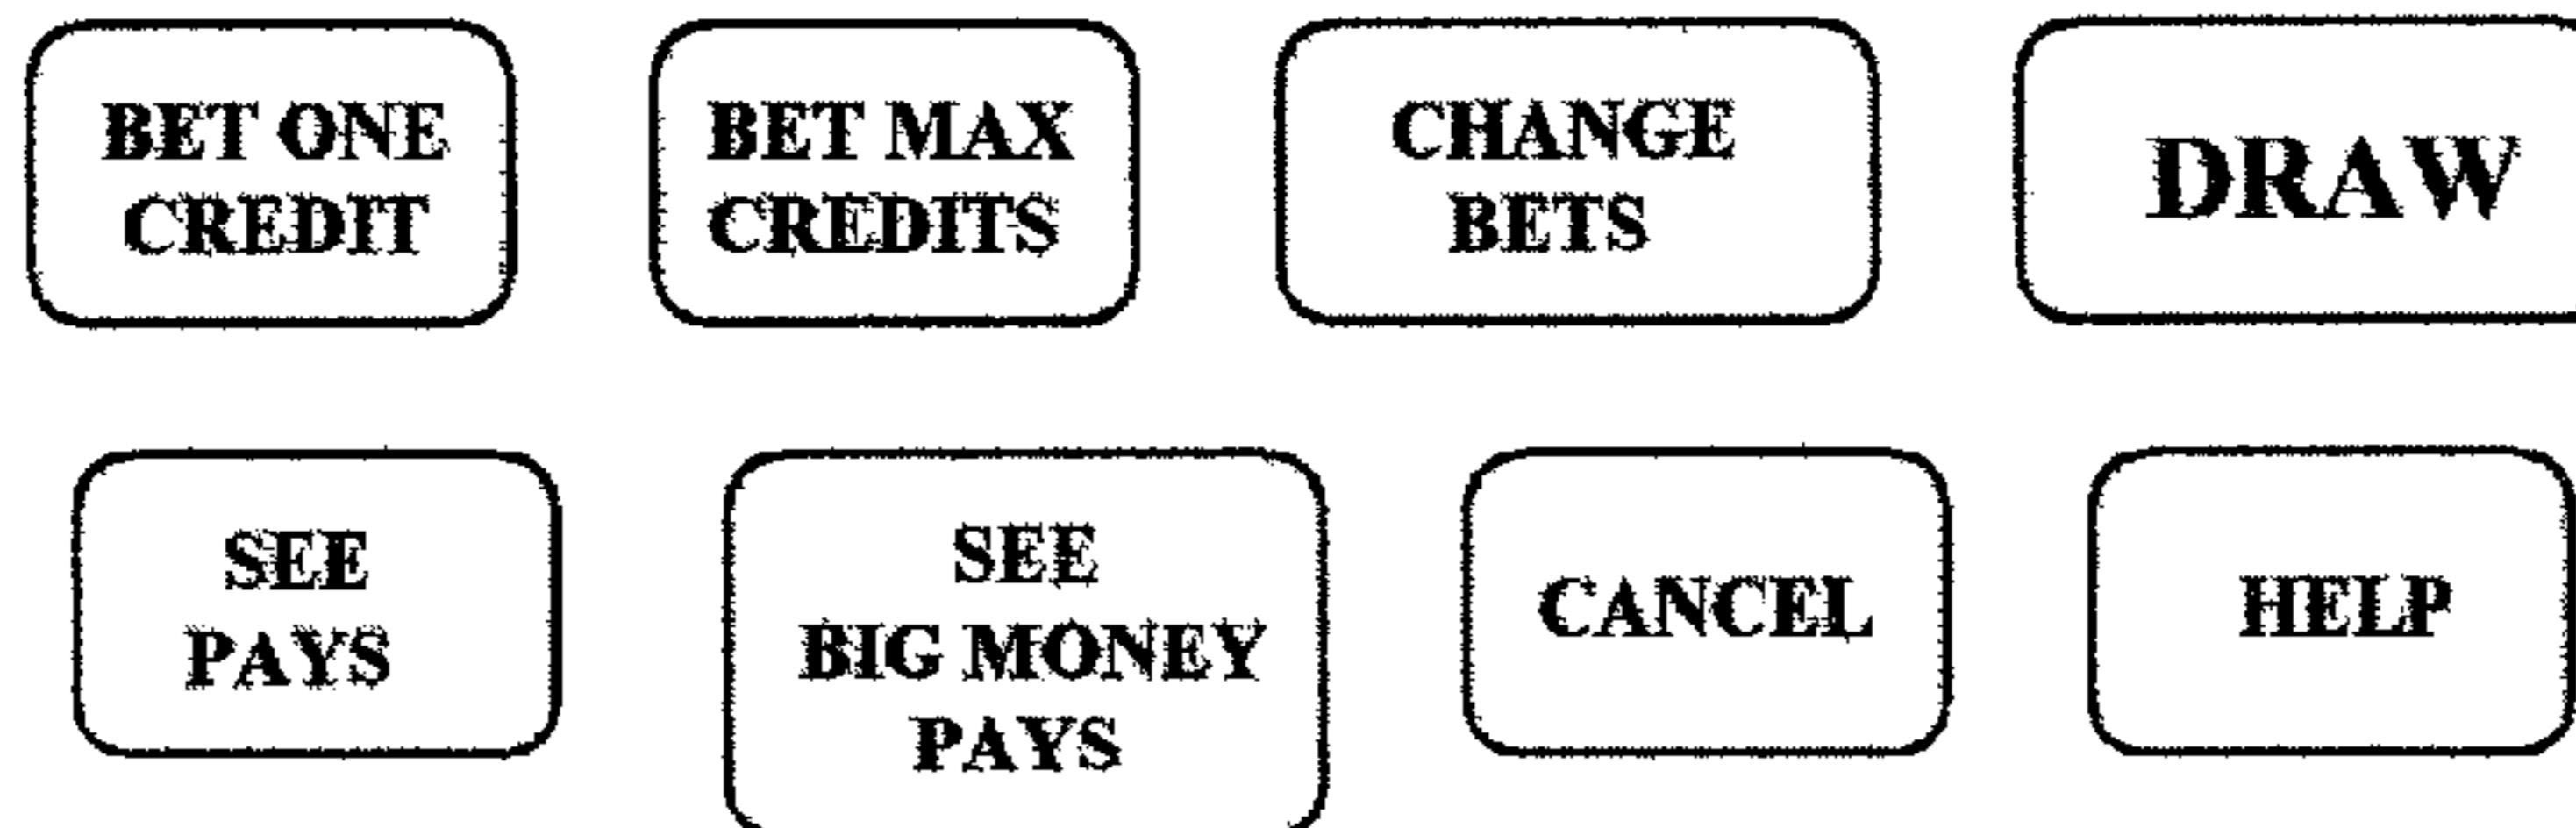 BET ONE
CREDIT
BET MAX
CREDITS
CHANGE
BETS
DRAW
SEE
PAYS
SEE
BIG MONEY
PAYS
CANCEL
HELP